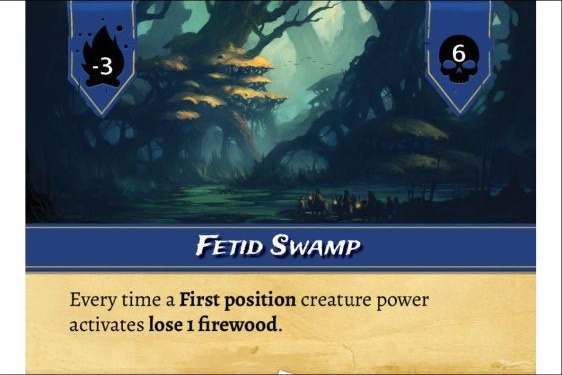 -3
6
Fetid Swamp
Every time a First position creature power
activates lose 1 firewood.